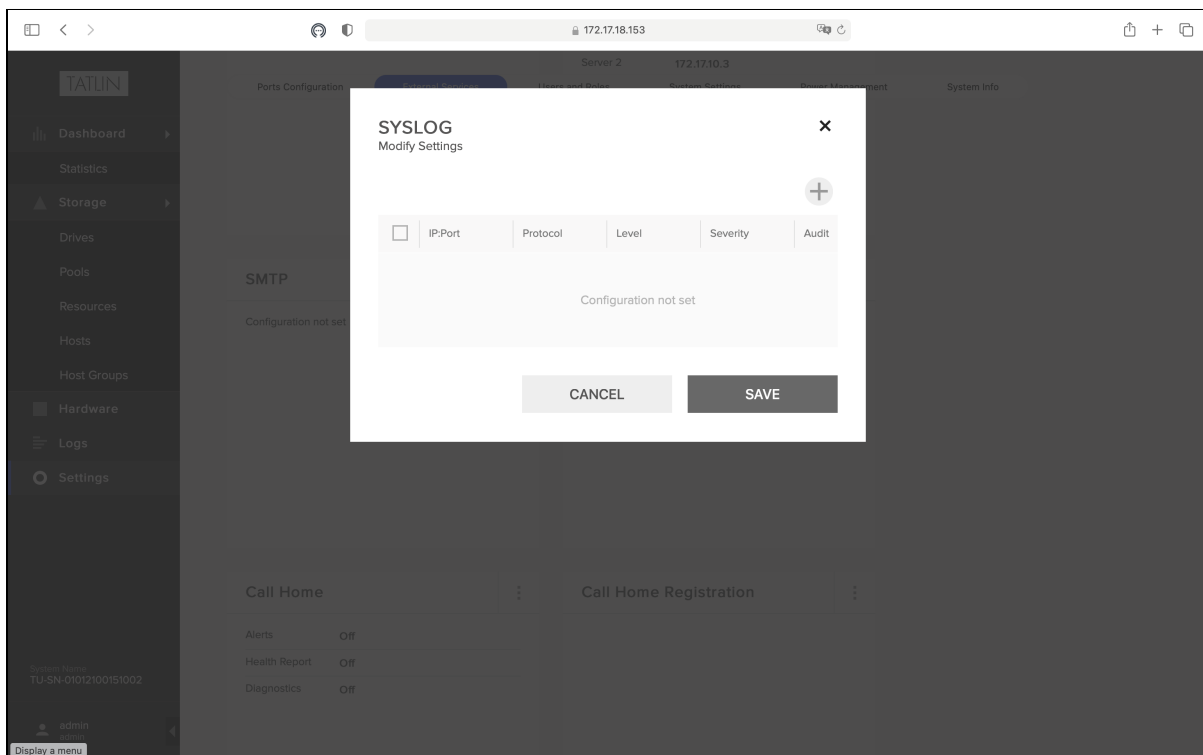 172.17.18.153
TATLIN
Server 2 172.17.10.3
Ports Configuration External Services Users and Roles System Settings Power Management System Info
Dashboard
Statistics
Storage
Drives
Pools
Resources
Hosts
Host Groups
Hardware
Logs
Settings
System Name
TU-SN-01012100151002
admin
admin
Display a menu
SYSLOG
Modify Settings
IP:Port Protocol Level Severity Audit
Configuration not set
CANCEL SAVE
SMTP
Configuration not set
Call Home
Alerts Off
Health Report Off
Diagnostics Off
Call Home Registration